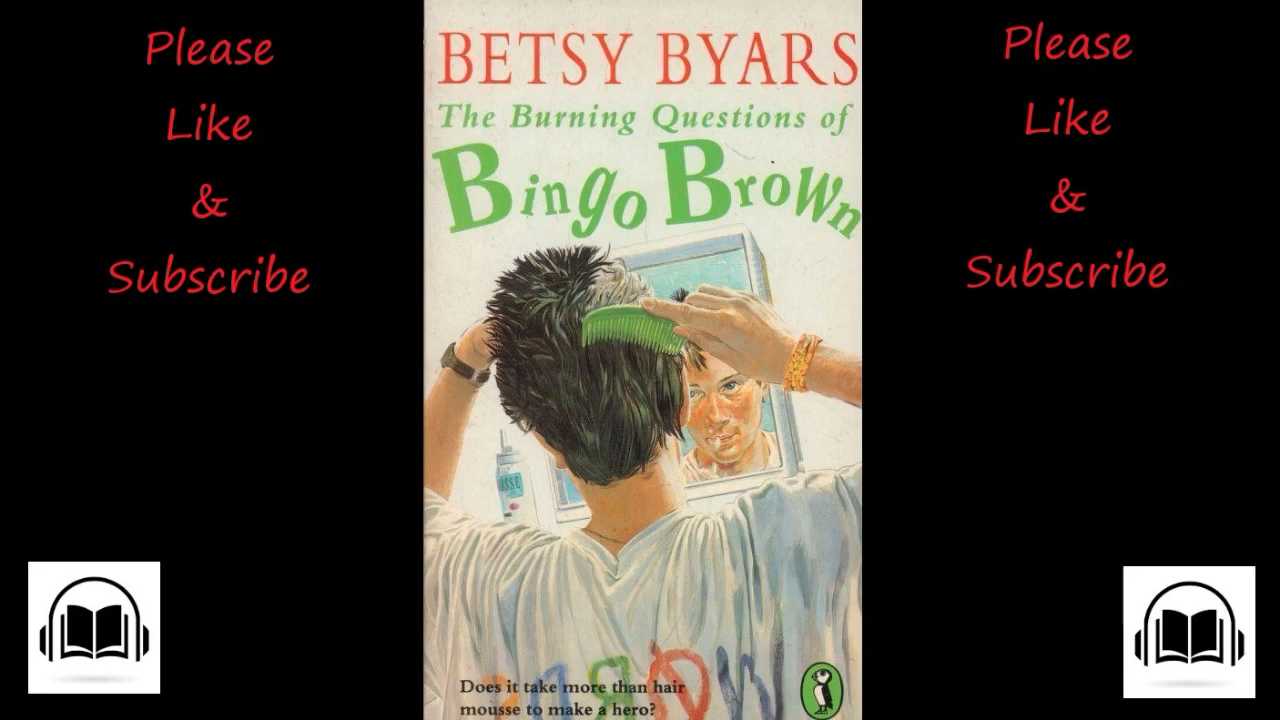 Please
Like
&
Subscribe
BETSY BYARS
The Burning Questions of
Bingo Brown
Does it take more than hair
mousse to make a hero?
Please
Like
&
Subscribe